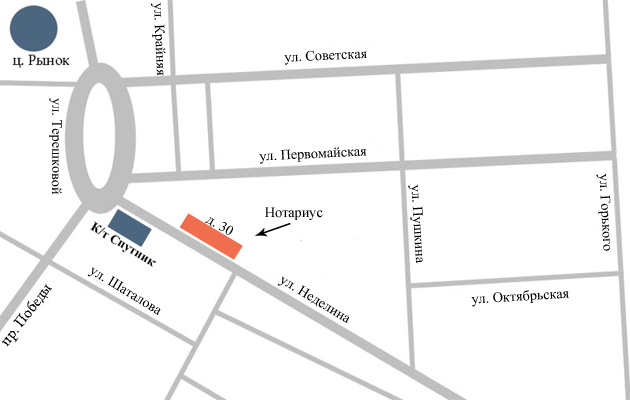 ц. Рынок
ул. Крайняя
ул. Советская
ул. Терешковой
ул. Первомайская
Нотариус
д. 30
К/т Спутник
ул. Пушкина
ул. Горького
ул. Шаталова
ул. Неделина
ул. Октябрьская
пр. Победы